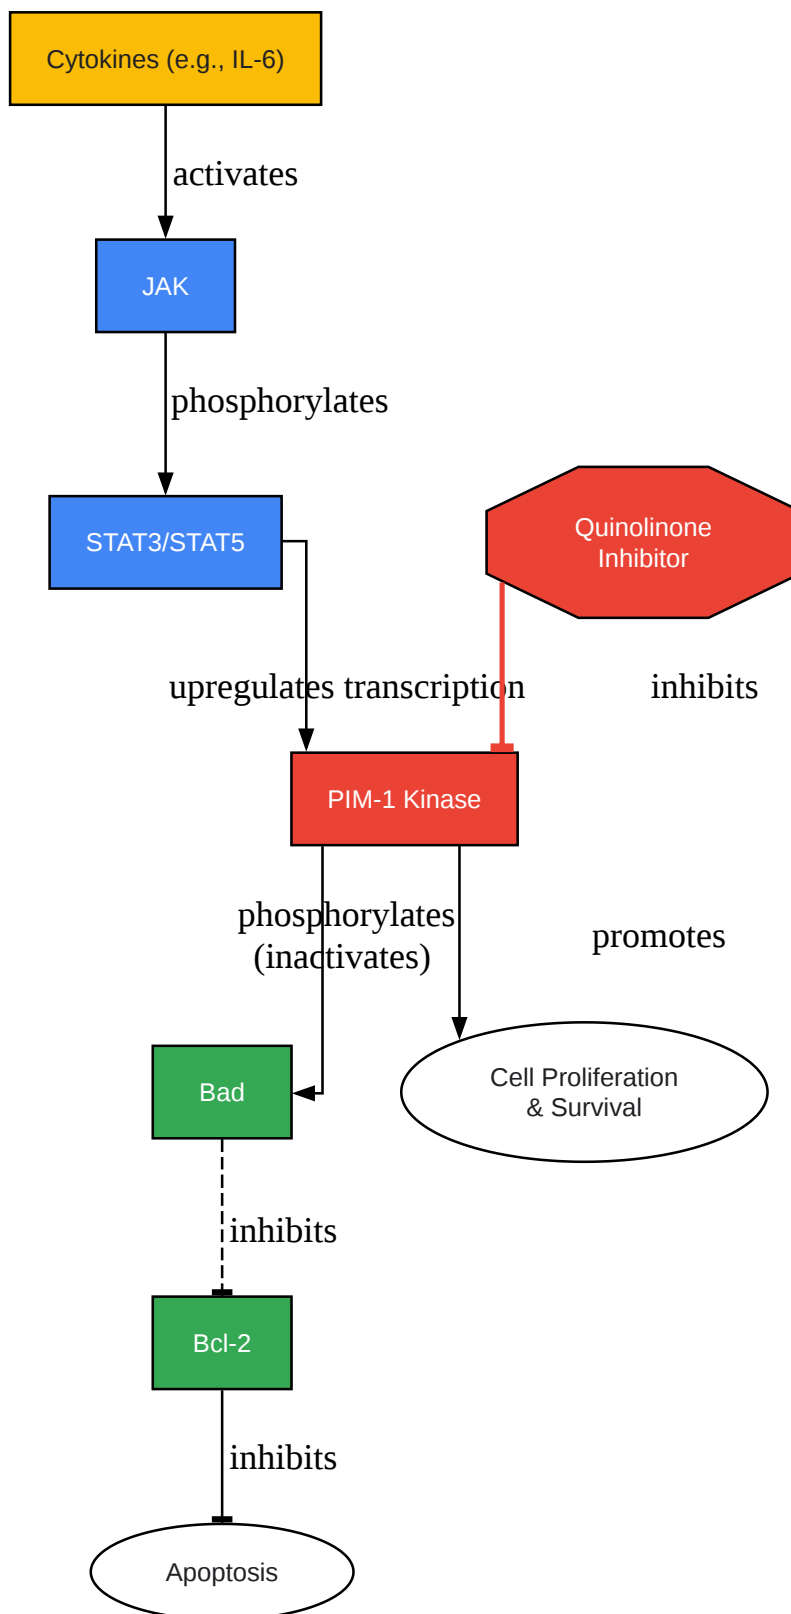 Cytokines (e.g., IL-6)
activates
JAK
phosphorylates
STAT3/STAT5
Quinolinone
Inhibitor
upregulates transcription
inhibits
PIM-1 Kinase
phosphorylates
(inactivates)
promotes
Bad
Cell Proliferation
& Survival
inhibits
Bcl-2
inhibits
Apoptosis